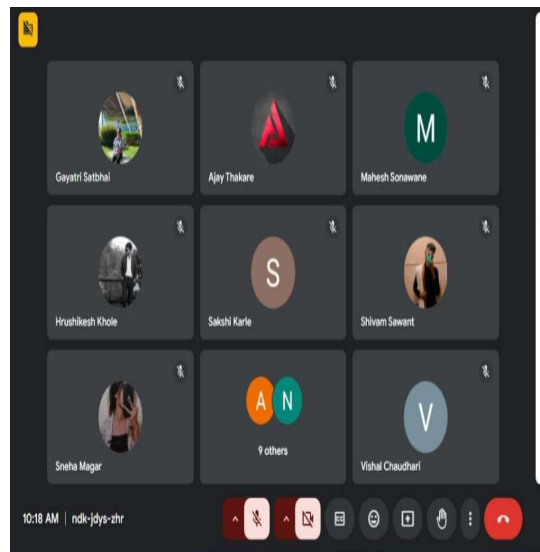 Gayatri Satbhai
Ajay Thakare
M
Mahesh Sonawane
Hrushikesh Khole
S
Sakshi Karle
Shivam Sawant
Sneha Magar
A N
9 others
V
Vishal Chaudhari
10:18 AM | ndk-jdys-zhr